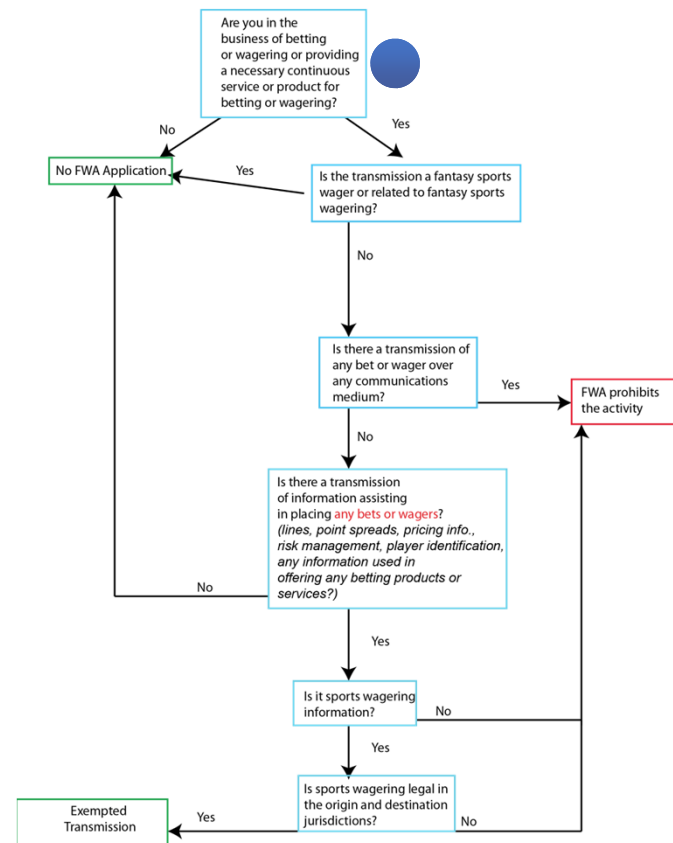 Are you in the
business of betting
or wagering or providing
a necessary continuous
service or product for
betting or wagering?
No
Yes
No FWA Application
Yes
Is the transmission a fantasy sports
wager or related to fantasy sports
wagering?
No
Is there a transmission of
any bet or wager over
any communications
medium?
Yes
FWA prohibits
the activity
No
Is there a transmission
of information assisting
in placing any bets or wagers?
(lines, point spreads, pricing info.,
risk management, player identification,
any information used in
offering any betting products or
services?)
No
Yes
Is it sports wagering
information?
No
Yes
Is sports wagering legal in
the origin and destination
jurisdictions?
Exempted
Transmission
Yes
No